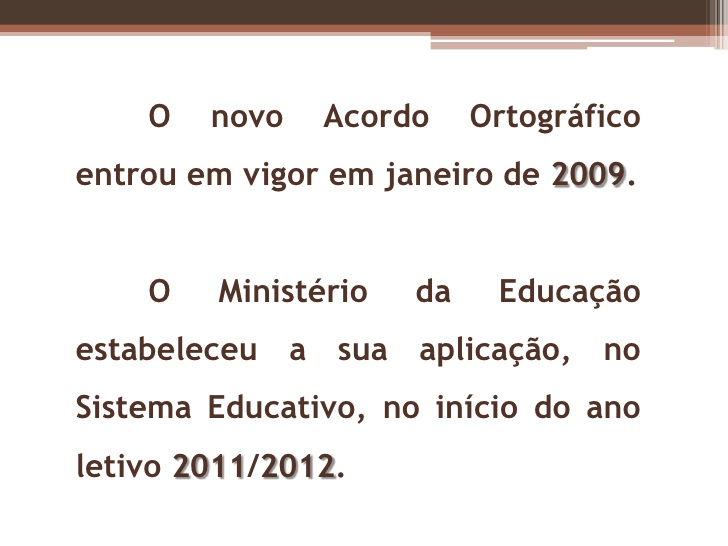 O novo Acordo Ortográfico
entrou em vigor em janeiro de 2009.
O Ministério da Educação
estabeleceu a sua aplicação, no
Sistema Educativo, no início do ano
letivo 2011/2012.